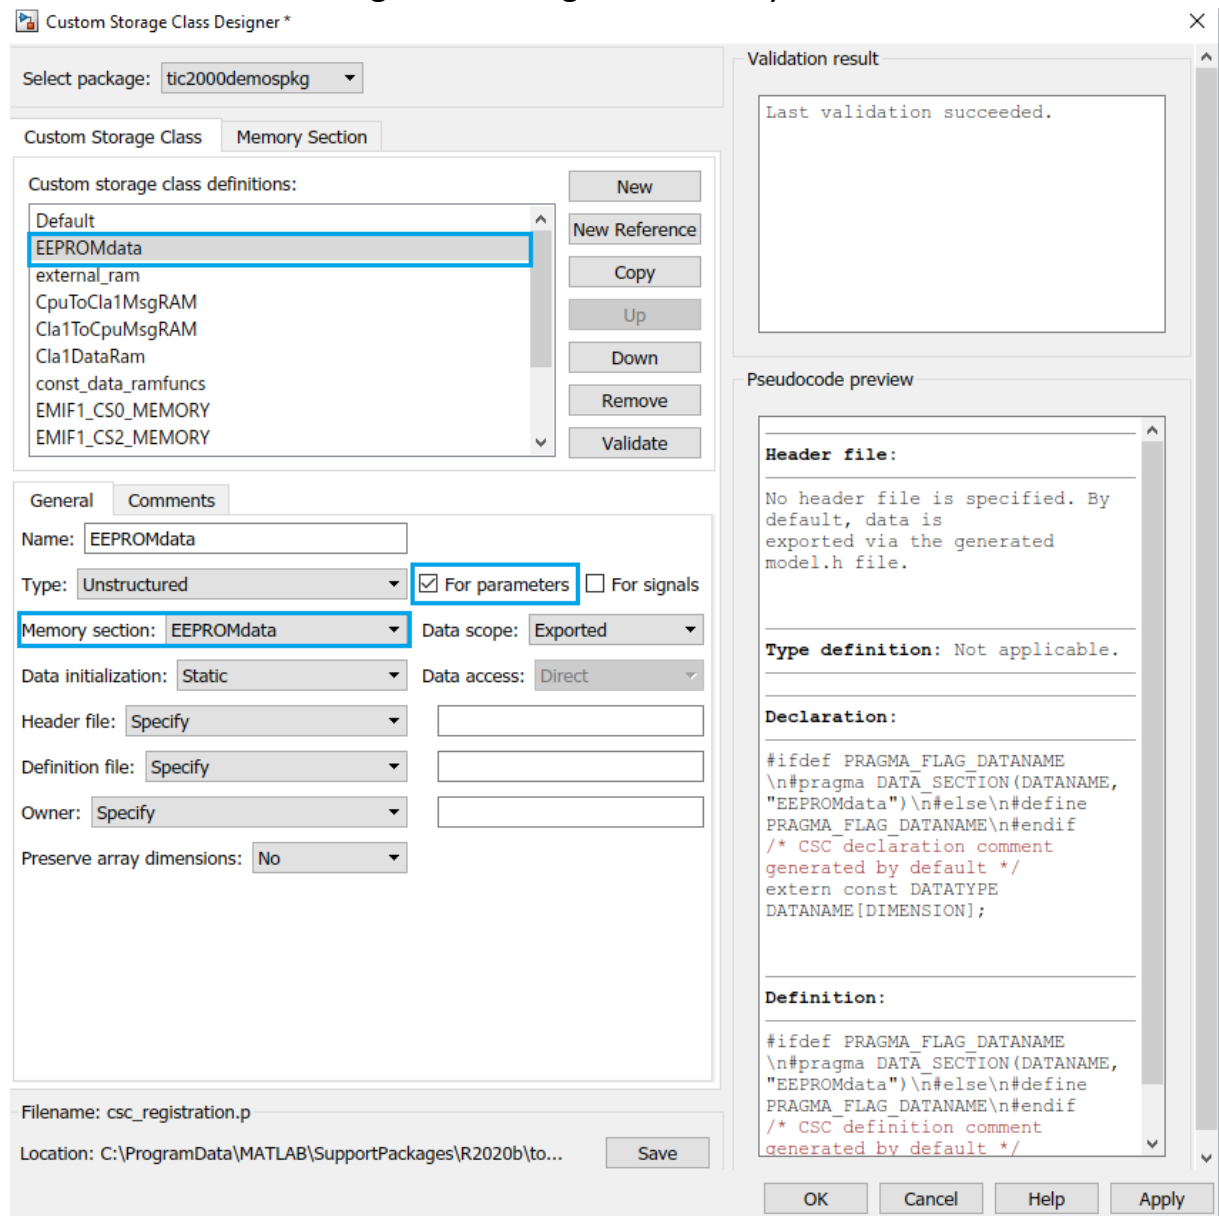 Custom Storage Class Designer *
Select package: tic2000demospkg
Custom Storage Class Memory Section
Custom storage class definitions:
Default
EEPROMdata
external_ram
CpuToCla1MsgRAM
Cla1ToCpuMsgRAM
Cla1DataRam
const_data_ramfuncs
EMIF1_CS0_MEMORY
EMIF1_CS2_MEMORY
New
New Reference
Copy
Up
Down
Remove
Validate
General Comments
Name: EEPROMdata
Type: Unstructured For parameters For signals
Memory section: EEPROMdata Data scope: Exported
Data initialization: Static Data access: Direct
Header file: Specify
Definition file: Specify
Owner: Specify
Preserve array dimensions: No
Filename: csc_registration.p
Location: C:\ProgramData\MATLAB\SupportPackages\R2020b\to... Save
Validation result
Last validation succeeded.
Pseudocode preview
Header file:
No header file is specified. By
default, data is
exported via the generated
model.h file.
Type definition: Not applicable.
Declaration:
#ifdef PRAGMA_FLAG_DATANAME
\n#pragma DATA_SECTION(DATANAME,
"EEPROMdata")\n#else\n#define
PRAGMA_FLAG_DATANAME\n#endif
/* CSC declaration comment
generated by default */
extern const DATATYPE
DATANAME[DIMENSION];
Definition:
#ifdef PRAGMA_FLAG_DATANAME
\n#pragma DATA_SECTION(DATANAME,
"EEPROMdata")\n#else\n#define
PRAGMA_FLAG_DATANAME\n#endif
/* CSC definition comment
generated by default */
OK Cancel Help Apply